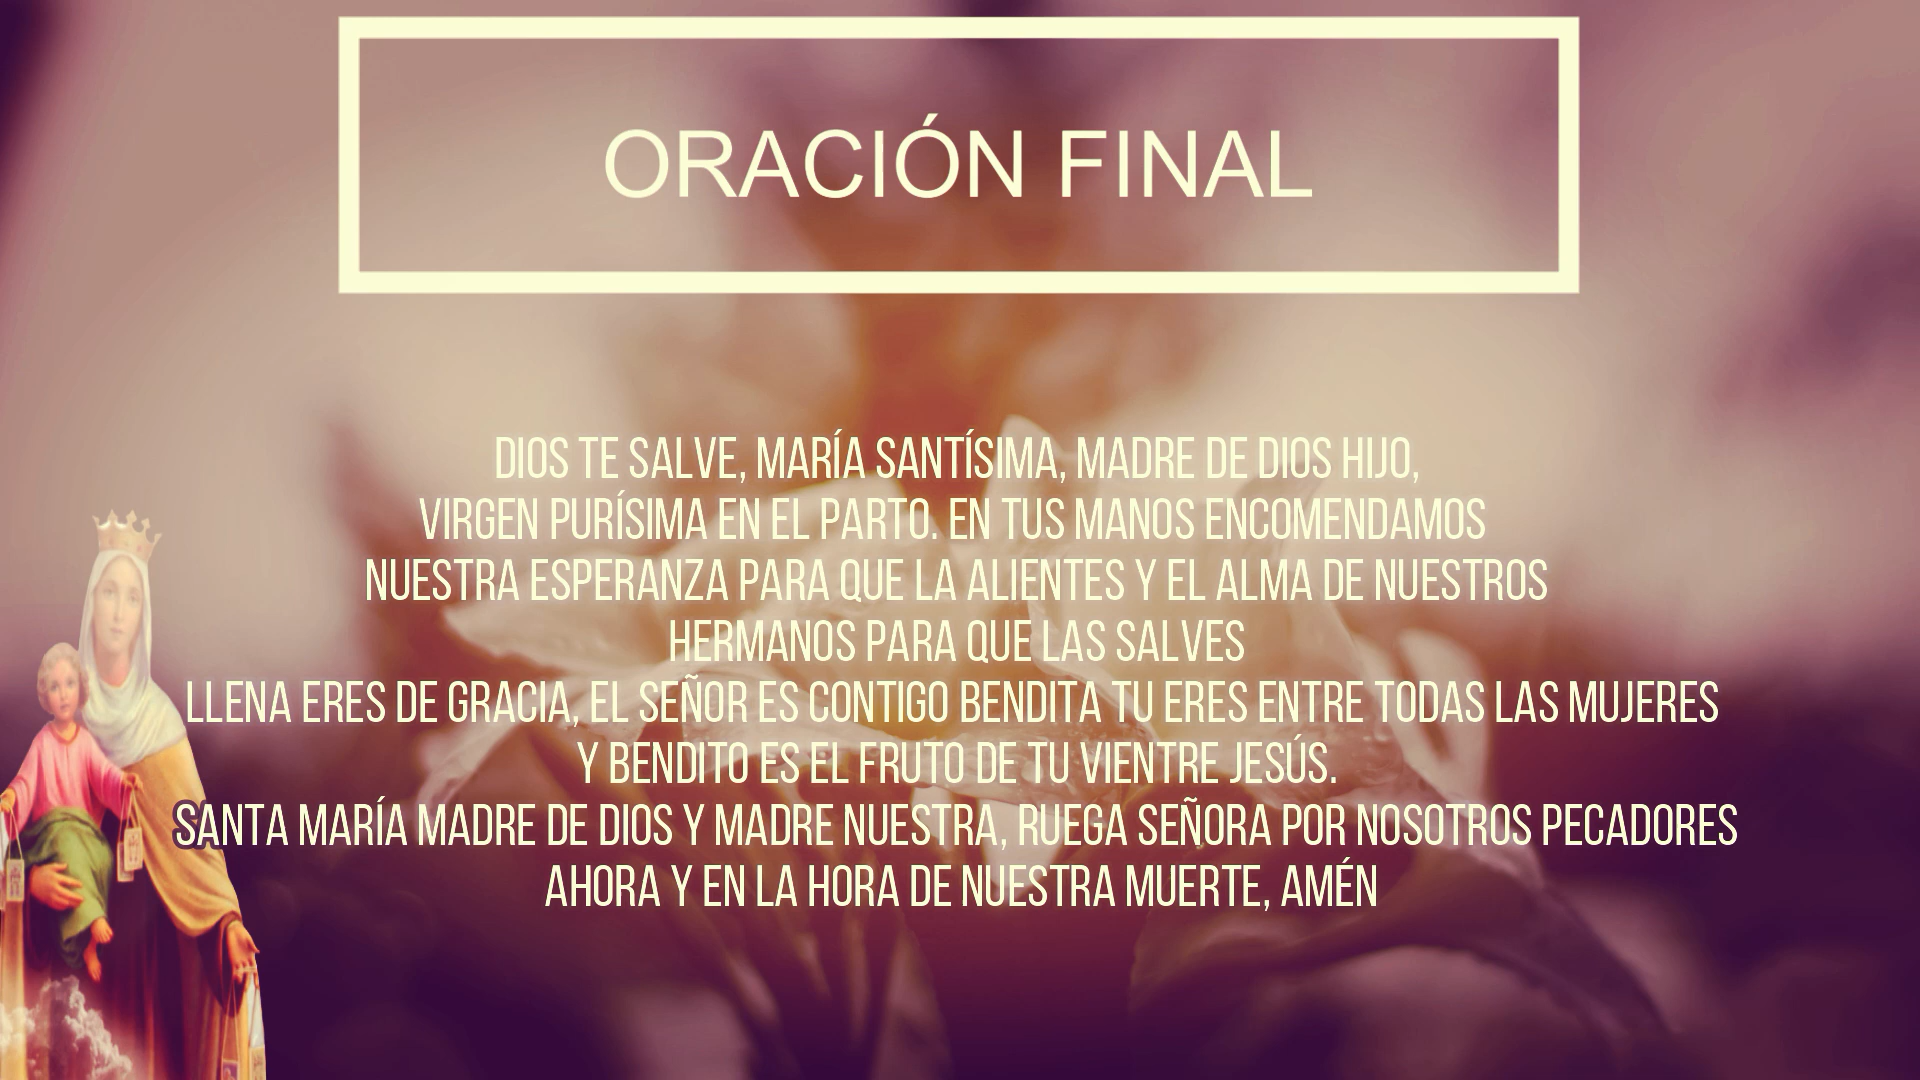 ORACIÓN FINAL
DIOS TE SALVE, MARÍA SANTÍSIMA, MADRE DE DIOS HIJO,
VIRGEN PURÍSIMA EN EL PARTO. EN TUS MANOS ENCOMENDAMOS
NUESTRA ESPERANZA PARA QUE LA ALIENTES Y EL ALMA DE NUESTROS
HERMANOS PARA QUE LAS SALVES
LLENA ERES DE GRACIA, EL SEÑOR ES CONTIGO BENDITA TU ERES ENTRE TODAS LAS MUJERES
Y BENDITO ES EL FRUTO DE TU VIENTRE JESÚS.
SANTA MARÍA MADRE DE DIOS Y MADRE NUESTRA, RUEGA SEÑORA POR NOSOTROS PECADORES
AHORA Y EN LA HORA DE NUESTRA MUERTE, AMÉN